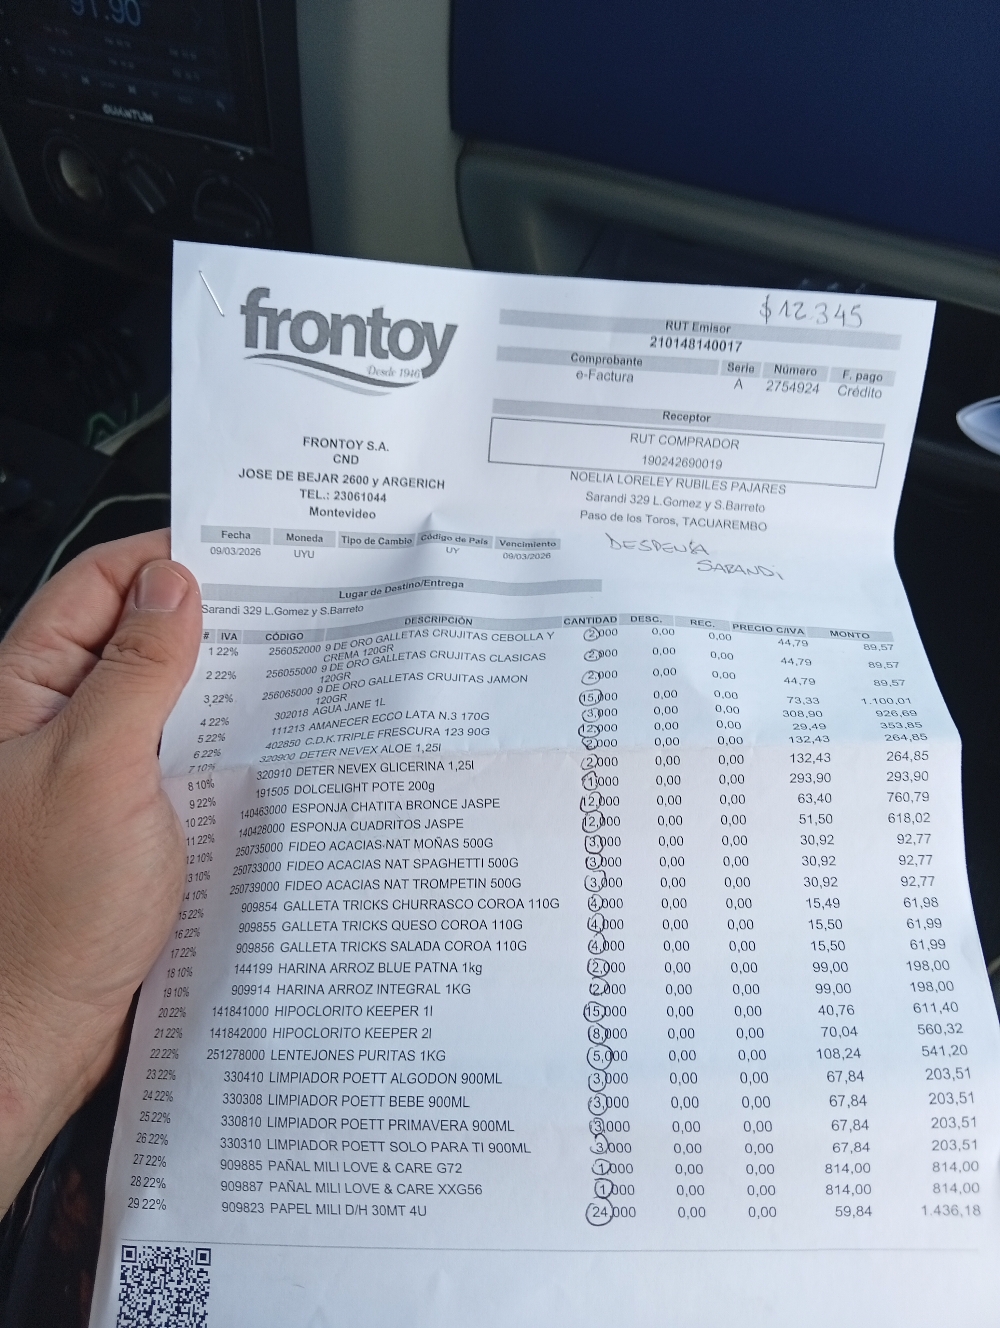 91.90
QUANTUM
$12.345
frontoy
Desde 1946
RUT Emisor
210148140017
Comprobante Serie Número F. pago
e-Factura A 2754924 Crédito
Receptor
RUT COMPRADOR
190242690019
NOELIA LORELEY RUBILES PAJARES
Sarandi 329 L.Gomez y S.Barreto
Paso de los Toros, TACUAREMBO
DESPENSA
SARANDI
FRONTOY S.A.
CND
JOSE DE BEJAR 2600 y ARGERICH
TEL.: 23061044
Montevideo
Fecha Moneda Tipo de Cambio Código de País Vencimiento
09/03/2026 UYU UY 09/03/2026
Lugar de Destino/Entrega
Sarandi 329 L.Gomez y S.Barreto
# IVA CÓDIGO DESCRIPCIÓN CANTIDAD DESC. REC. PRECIO C/IVA MONTO
1 22% 256052000 9 DE ORO GALLETAS CRUJITAS CEBOLLA Y 2,000 0,00 0,00 44,79 89,57
CREMA 120GR
2 22% 256055000 9 DE ORO GALLETAS CRUJITAS CLASICAS 2,000 0,00 0,00 44,79 89,57
120GR
3 22% 256065000 9 DE ORO GALLETAS CRUJITAS JAMON 2,000 0,00 0,00 44,79 89,57
120GR
4 22% 302018 AGUA JANE 1L 15,000 0,00 0,00 73,33 1.100,01
5 22% 111213 AMANECER ECCO LATA N.3 170G 3,000 0,00 0,00 308,90 926,69
6 22% 402850 C.D.K.TRIPLE FRESCURA 123 90G 12,000 0,00 0,00 29,49 353,85
7 10% 320900 DETER NEVEX ALOE 1,25l 2,000 0,00 0,00 132,43 264,85
8 10% 320910 DETER NEVEX GLICERINA 1,25l 2,000 0,00 0,00 132,43 264,85
9 22% 191505 DOLCELIGHT POTE 200g 1,000 0,00 0,00 293,90 293,90
10 22% 140463000 ESPONJA CHATITA BRONCE JASPE 12,000 0,00 0,00 63,40 760,79
11 22% 140428000 ESPONJA CUADRITOS JASPE 12,000 0,00 0,00 51,50 618,02
12 10% 250735000 FIDEO ACACIAS-NAT MOÑAS 500G 3,000 0,00 0,00 30,92 92,77
13 10% 250733000 FIDEO ACACIAS NAT SPAGHETTI 500G 3,000 0,00 0,00 30,92 92,77
14 10% 250739000 FIDEO ACACIAS NAT TROMPETIN 500G 3,000 0,00 0,00 30,92 92,77
15 22% 909854 GALLETA TRICKS CHURRASCO COROA 110G 4,000 0,00 0,00 15,49 61,98
16 22% 909855 GALLETA TRICKS QUESO COROA 110G 4,000 0,00 0,00 15,50 61,99
17 22% 909856 GALLETA TRICKS SALADA COROA 110G 4,000 0,00 0,00 15,50 61,99
18 10% 144199 HARINA ARROZ BLUE PATNA 1kg 2,000 0,00 0,00 99,00 198,00
19 10% 909914 HARINA ARROZ INTEGRAL 1KG 2,000 0,00 0,00 99,00 198,00
20 22% 141841000 HIPOCLORITO KEEPER 1l 15,000 0,00 0,00 40,76 611,40
21 22% 141842000 HIPOCLORITO KEEPER 2l 8,000 0,00 0,00 70,04 560,32
22 22% 251278000 LENTEJONES PURITAS 1KG 5,000 0,00 0,00 108,24 541,20
23 22% 330410 LIMPIADOR POETT ALGODON 900ML 3,000 0,00 0,00 67,84 203,51
24 22% 330308 LIMPIADOR POETT BEBE 900ML 3,000 0,00 0,00 67,84 203,51
25 22% 330810 LIMPIADOR POETT PRIMAVERA 900ML 3,000 0,00 0,00 67,84 203,51
26 22% 330310 LIMPIADOR POETT SOLO PARA TI 900ML 3,000 0,00 0,00 67,84 203,51
27 22% 909885 PAÑAL MILI LOVE & CARE G72 1,000 0,00 0,00 814,00 814,00
28 22% 909887 PAÑAL MILI LOVE & CARE XXG56 1,000 0,00 0,00 814,00 814,00
29 22% 909823 PAPEL MILI D/H 30MT 4U 24,000 0,00 0,00 59,84 1.436,18